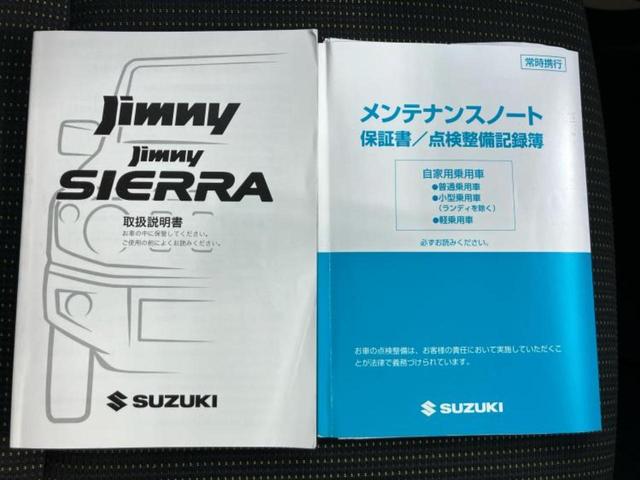 Jimny
Jimny
SIERRA
取扱説明書
お車の中に保管してください。
ご使用の前によくお読みください。
SUZUKI
常時携行
メンテナンスノート
保証書／点検整備記録簿
自家用乗用車
●普通乗用車
●小型乗用車
（ランディを除く）
●軽乗用車
必ずお読みください。
お車の点検整備は、お客様の責任において実施していただくこ
とが法律で義務づけられています。
SUZUKI